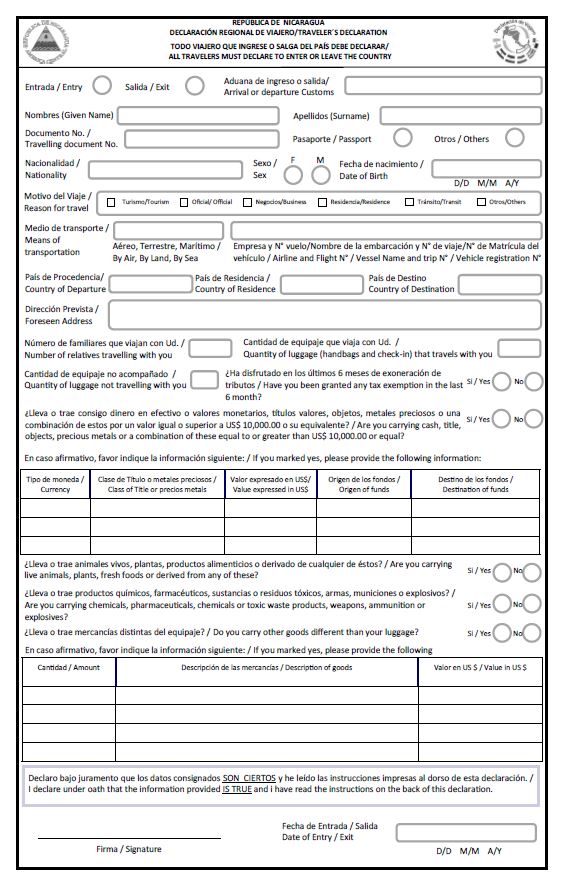 REPÚBLICA DE NICARAGUA
DECLARACIÓN REGIONAL DE VIAJERO/TRAVELER´S DECLARATION
TODO VIAJERO QUE INGRESE O SALGA DEL PAÍS DEBE DECLARAR/
ALL TRAVELERS MUST DECLARE TO ENTER OR LEAVE THE COUNTRY
Entrada / Entry
Salida / Exit
Aduana de ingreso o salida/
Arrival or departure Customs
Nombres (Given Name)
Apellidos (Surname)
Documento No. /
Travelling document No.
Pasaporte / Passport
Otros / Others
Nacionalidad /
Nationality
Sexo /
Sex
F
M
Fecha de nacimiento /
Date of Birth
D/D M/M A/Y
Motivo del Viaje /
Reason for travel
Turismo/Tourism
Oficial/ Official
Negocios/Business
Residencia/Residence
Tránsito/Transit
Otros/Others
Medio de transporte /
Means of
transportation
Aéreo, Terrestre, Marítimo /
By Air, By Land, By Sea
Empresa y N° vuelo/Nombre de la embarcación y N° de viaje/N° de Matrícula del
vehículo / Airline and Flight N° / Vessel Name and trip N° / Vehicle registration N°
País de Procedencia/
Country of Departure
País de Residencia /
Country of Residence
País de Destino
Country of Destination
Dirección Prevista /
Foreseen Address
Número de familiares que viajan con Ud. /
Number of relatives travelling with you
Cantidad de equipaje que viaja con Ud. /
Quantity of luggage (handbags and check-in) that travels with you
Cantidad de equipaje no acompañado /
Quantity of luggage not travelling with you
¿Ha disfrutado en los últimos 6 meses de exoneración de
tributos / Have you been granted any tax exemption in the last
6 month?
Si / Yes
No
¿Lleva o trae consigo dinero en efectivo o valores monetarios, títulos valores, objetos, metales preciosos o una
combinación de estos por un valor igual o superior a US$ 10,000.00 o su equivalente? / Are you carrying cash, title,
objects, precious metals or a combination of these equal to or greater than US$ 10,000.00 or equal?
Si / Yes
No
En caso afirmativo, favor indique la información siguiente: / If you marked yes, please provide the following information:
Tipo de moneda /
Currency
Clase de Título o metales preciosos /
Class of Title or precios metals
Valor expresado en US$/
Value expressed in US$
Origen de los fondos /
Origin of funds
Destino de los fondos /
Destination of funds
¿Lleva o trae animales vivos, plantas, productos alimenticios o derivado de cualquier de éstos? / Are you carrying
live animals, plants, fresh foods or derived from any of these?
Si / Yes
No
¿Lleva o trae productos químicos, farmacéuticos, sustancias o residuos tóxicos, armas, municiones o explosivos? /
Are you carrying chemicals, pharmaceuticals, chemicals or toxic waste products, weapons, ammunition or
explosives?
Si / Yes
No
¿Lleva o trae mercancías distintas del equipaje? / Do you carry other goods different than your luggage?
Si / Yes
No
En caso afirmativo, favor indique la información siguiente: / If you marked yes, please provide the following
Cantidad / Amount
Descripción de las mercancías / Description of goods
Valor en US $ / Value in US $
Declaro bajo juramento que los datos consignados SON CIERTOS y he leído las instrucciones impresas al dorso de esta declaración. /
I declare under oath that the information provided IS TRUE and i have read the instructions on the back of this declaration.
Firma / Signature
Fecha de Entrada / Salida
Date of Entry / Exit
D/D M/M A/Y